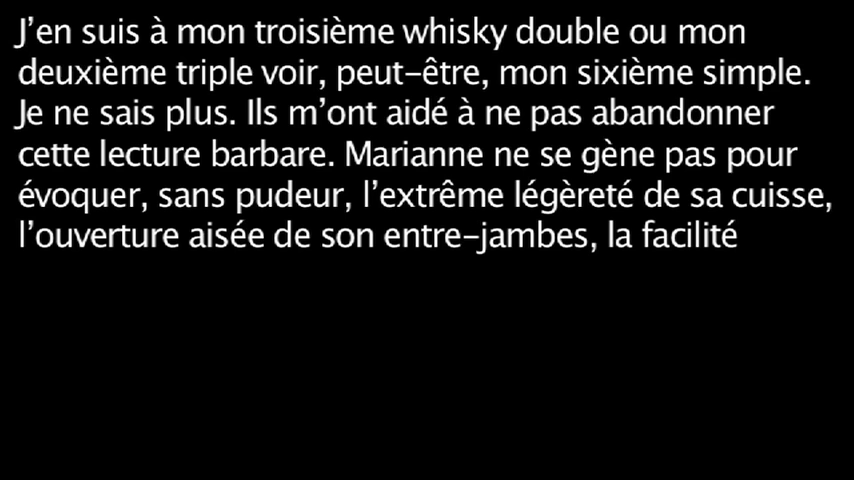 J’en suis à mon troisième whisky double ou mon
deuxième triple voir, peut-être, mon sixième simple.
Je ne sais plus. Ils m’ont aidé à ne pas abandonner
cette lecture barbare. Marianne ne se gène pas pour
évoquer, sans pudeur, l’extrême légèreté de sa cuisse,
l’ouverture aisée de son entre-jambes, la facilité